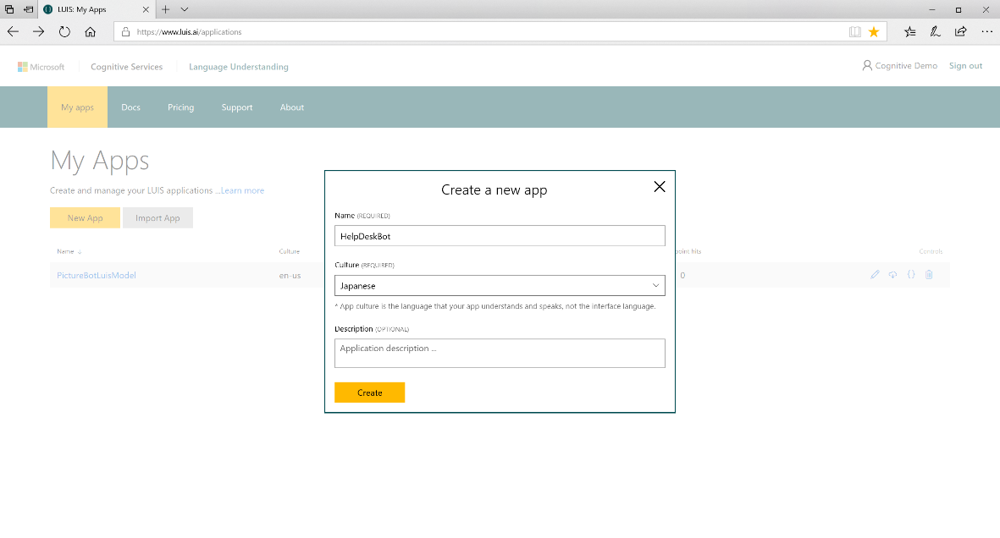 LUIS: My Apps
https://www.luis.ai/applications
Microsoft Cognitive Services Language Understanding Cognitive Demo Sign out
My apps Docs Pricing Support About
My Apps
Create and manage your LUIS applications ...Learn more
New App Import App
Name Culture point hits Controls
PictureBotLuisModel en-us 0
Create a new app
Name (REQUIRED)
HelpDeskBot
Culture (REQUIRED)
Japanese
* App culture is the language that your app understands and speaks, not the interface language.
Description (OPTIONAL)
Application description ...
Create